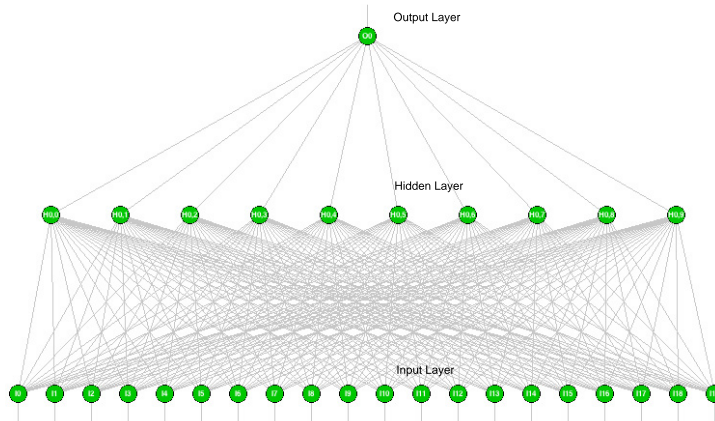 Output Layer
O0
Hidden Layer
H0,0 H0,1 H0,2 H0,3 H0,4 H0,5 H0,6 H0,7 H0,8 H0,9
Input Layer
I0 I1 I2 I3 I4 I5 I6 I7 I8 I9 I10 I11 I12 I13 I14 I15 I16 I17 I18